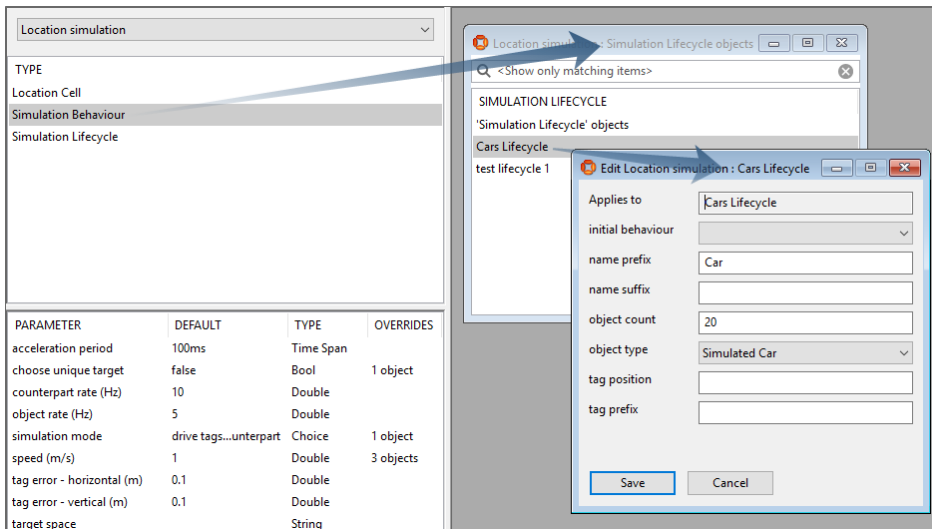 Location simulation
TYPE
Location Cell
Simulation Behaviour
Simulation Lifecycle
PARAMETER DEFAULT TYPE OVERRIDES
acceleration period 100ms Time Span
choose unique target false Bool 1 object
counterpart rate (Hz) 10 Double
object rate (Hz) 5 Double
simulation mode drive tags...unterpart Choice 1 object
speed (m/s) 1 Double 3 objects
tag error - horizontal (m) 0.1 Double
tag error - vertical (m) 0.1 Double
target space String
Location simulation : Simulation Lifecycle objects
<Show only matching items>
SIMULATION LIFECYCLE
'Simulation Lifecycle' objects
Cars Lifecycle
test lifecycle 1
Edit Location simulation : Cars Lifecycle
Applies to Cars Lifecycle
initial behaviour
name prefix Car
name suffix
object count 20
object type Simulated Car
tag position
tag prefix
Save Cancel